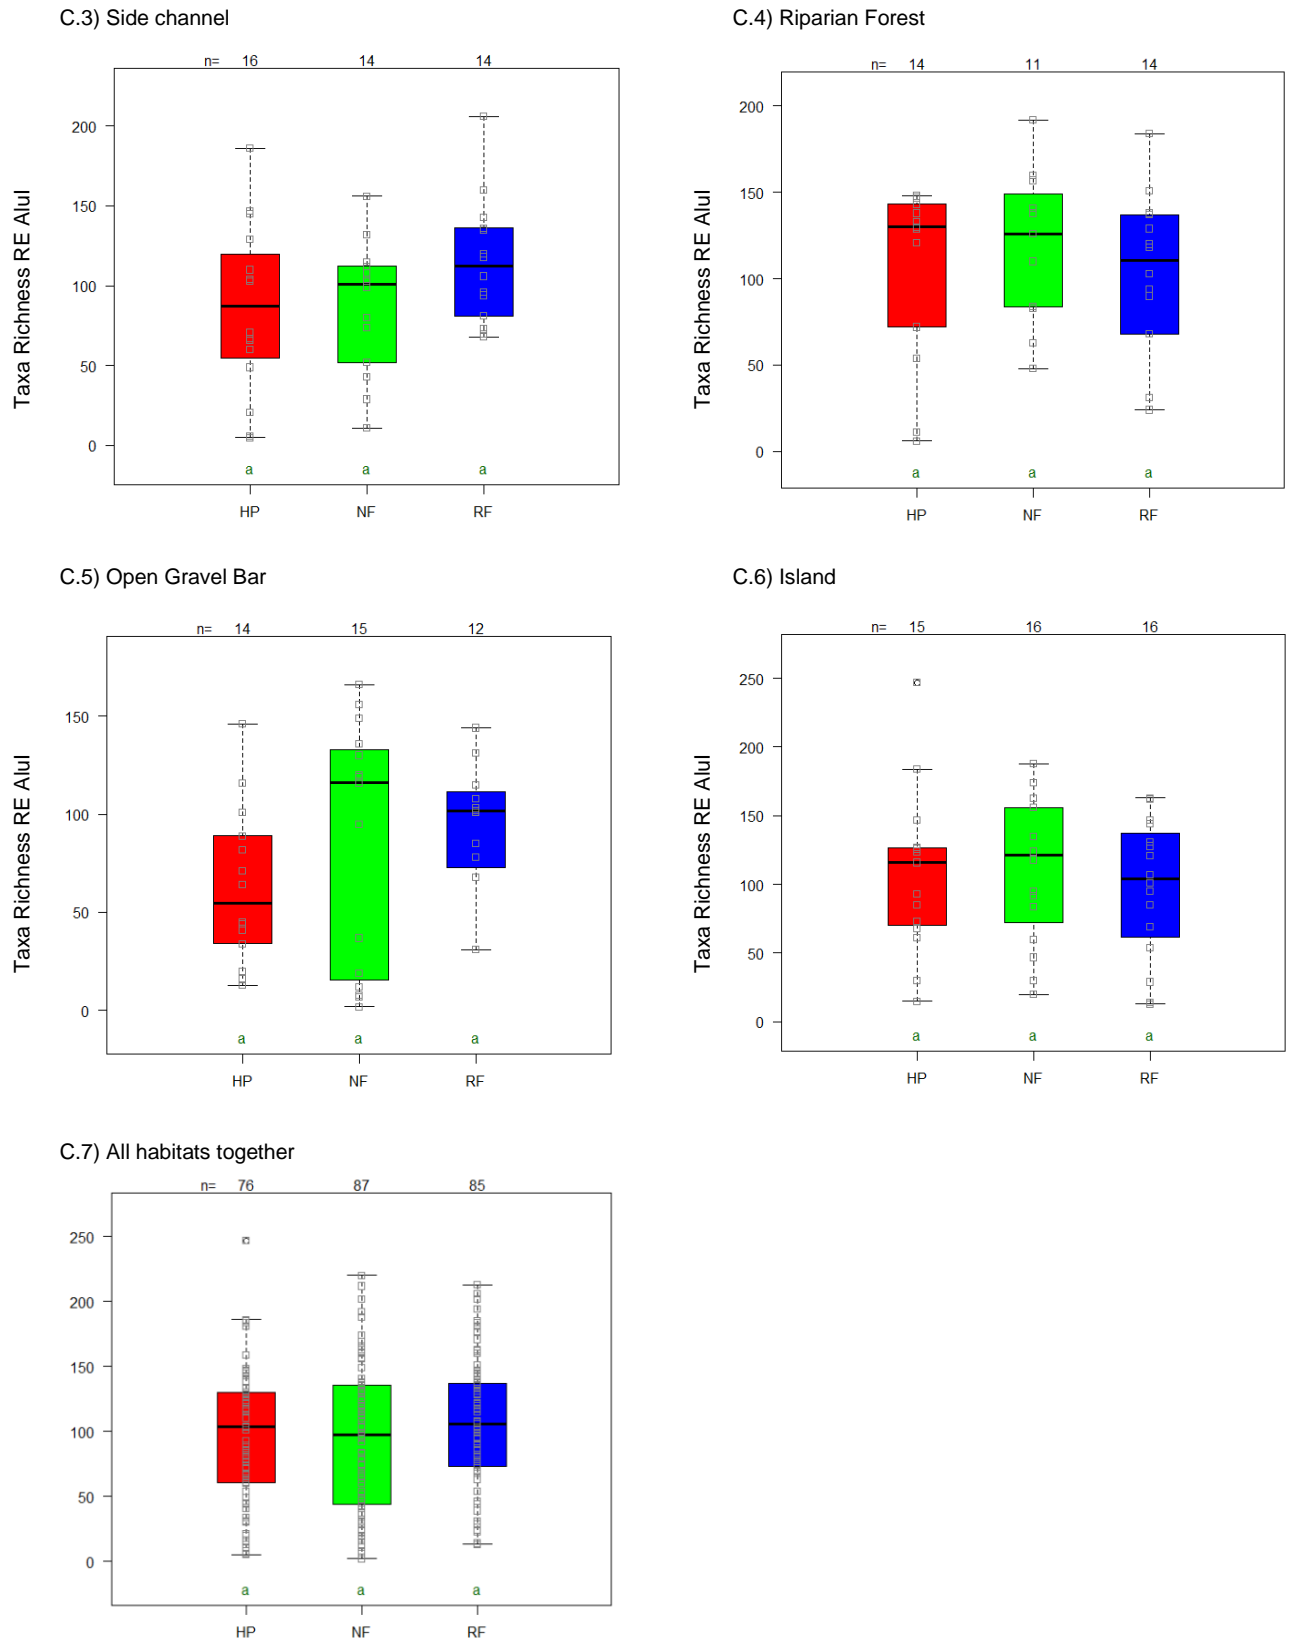 C.3) Side channel
n= 16 14 14
Taxa Richness RE AluI
200
150
100
50
0
a a a
HP NF RF
C.4) Riparian Forest
n= 14 11 14
Taxa Richness RE AluI
200
150
100
50
0
a a a
HP NF RF
C.5) Open Gravel Bar
n= 14 15 12
Taxa Richness RE AluI
150
100
50
0
a a a
HP NF RF
C.6) Island
n= 15 16 16
Taxa Richness RE AluI
250
200
150
100
50
0
a a a
HP NF RF
C.7) All habitats together
n= 76 87 85
250
200
150
100
50
0
a a a
HP NF RF